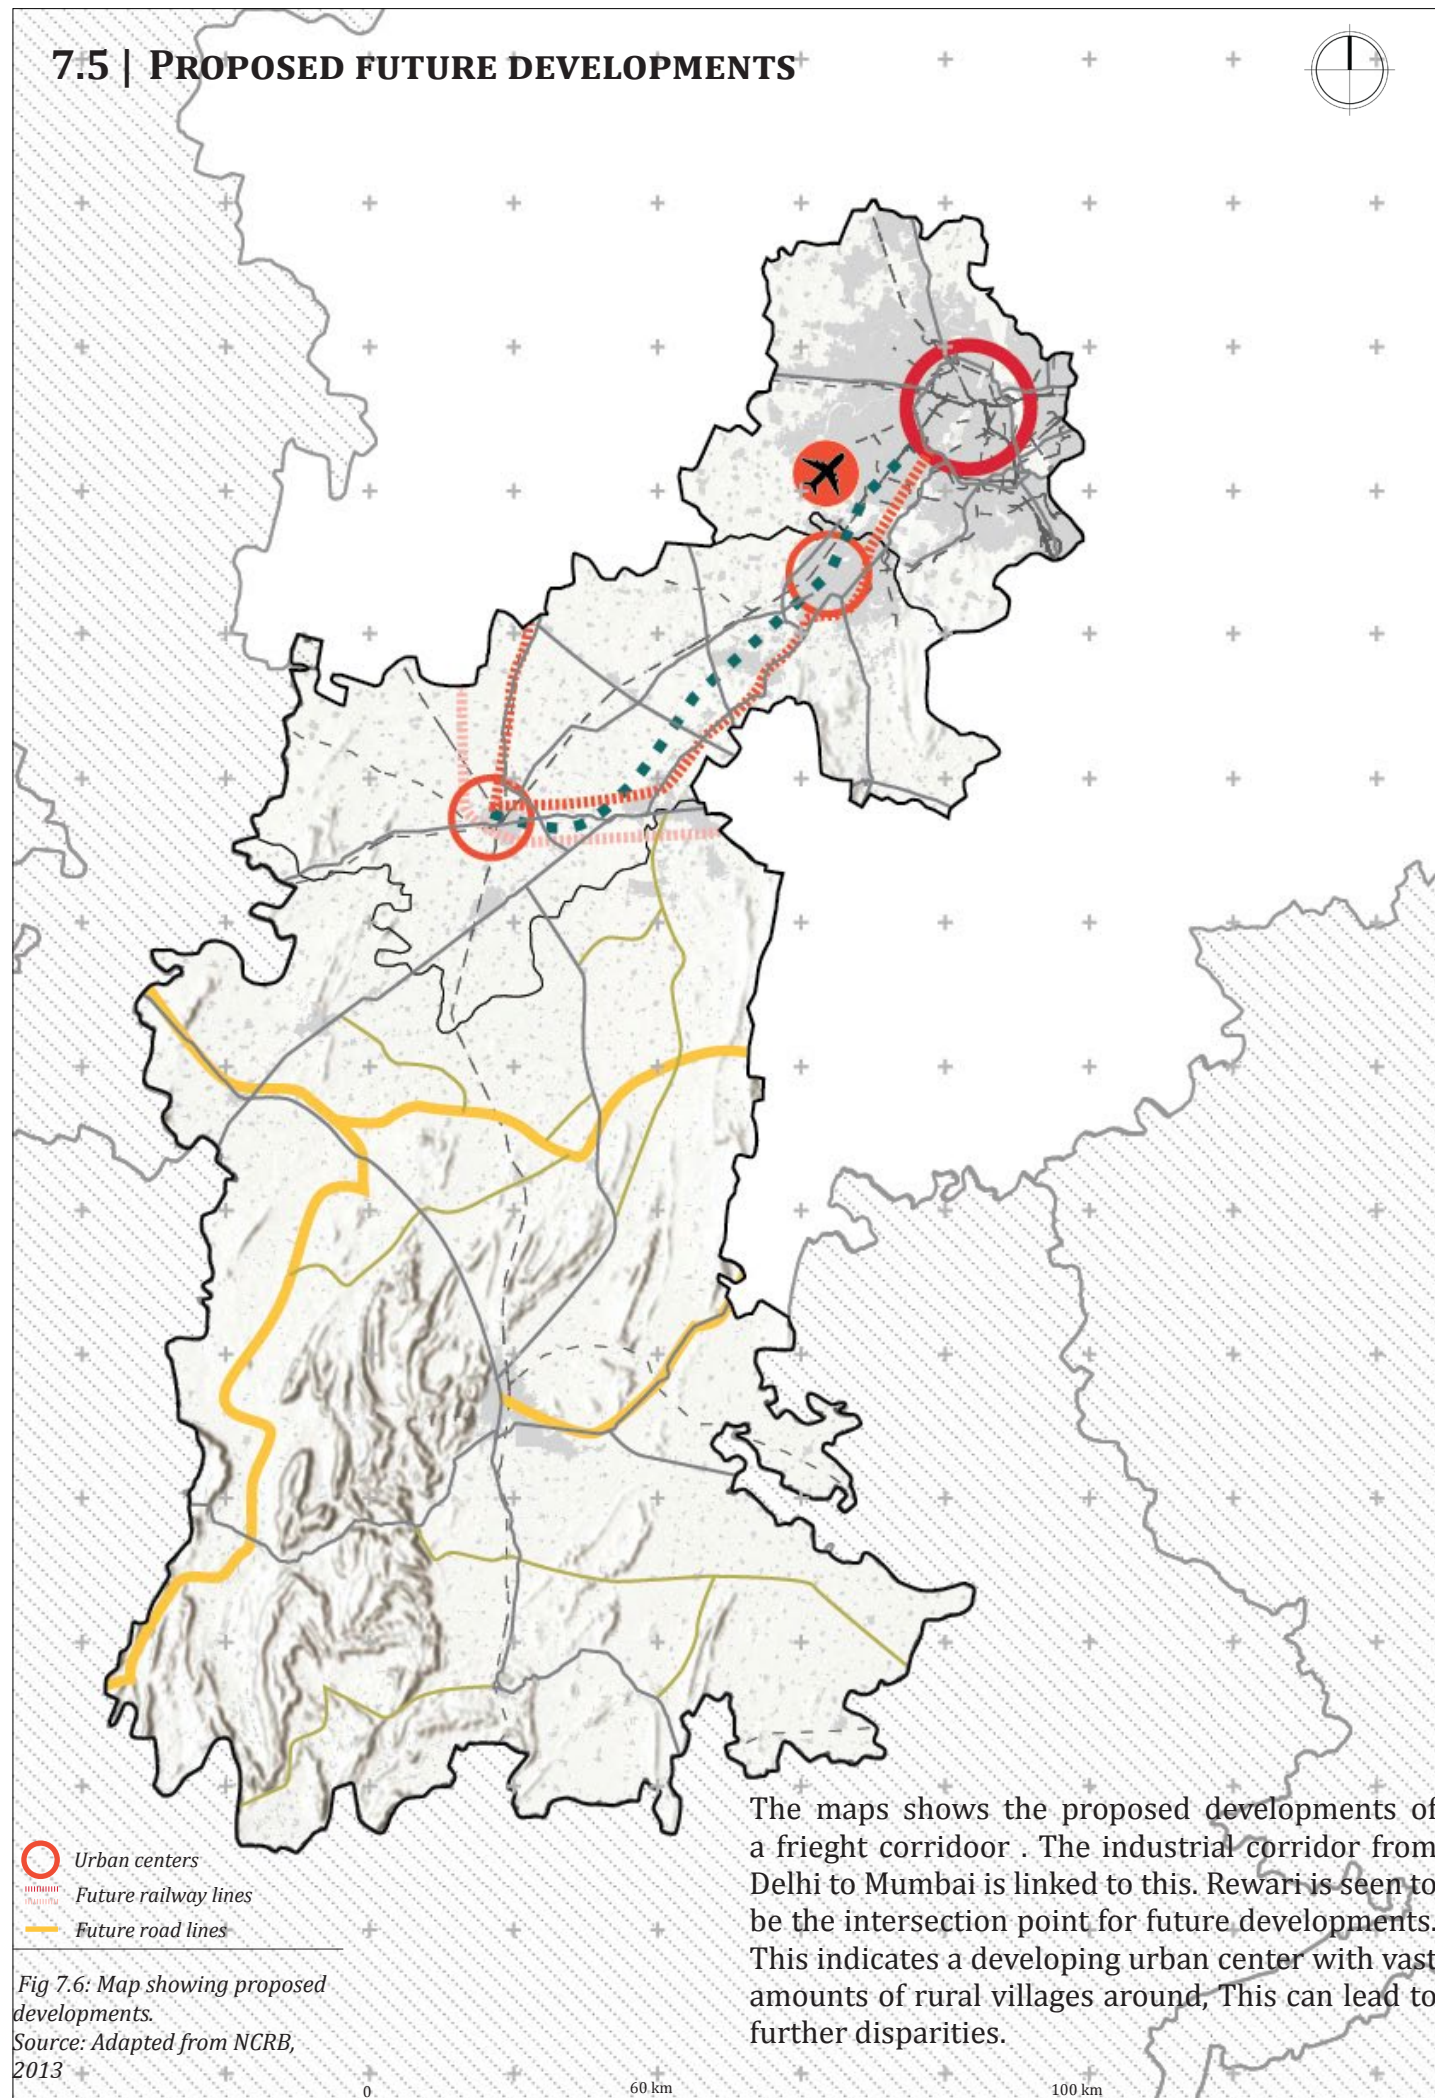 7.5 | PROPOSED FUTURE DEVELOPMENTS
Urban centers
Future railway lines
Future road lines
Fig 7.6: Map showing proposed
developments.
Source: Adapted from NCRB,
2013
The maps shows the proposed developments of
a frieght corridoor . The industrial corridor from
Delhi to Mumbai is linked to this. Rewari is seen to
be the intersection point for future developments.
This indicates a developing urban center with vast
amounts of rural villages around, This can lead to
further disparities.
0
60 km
100 km